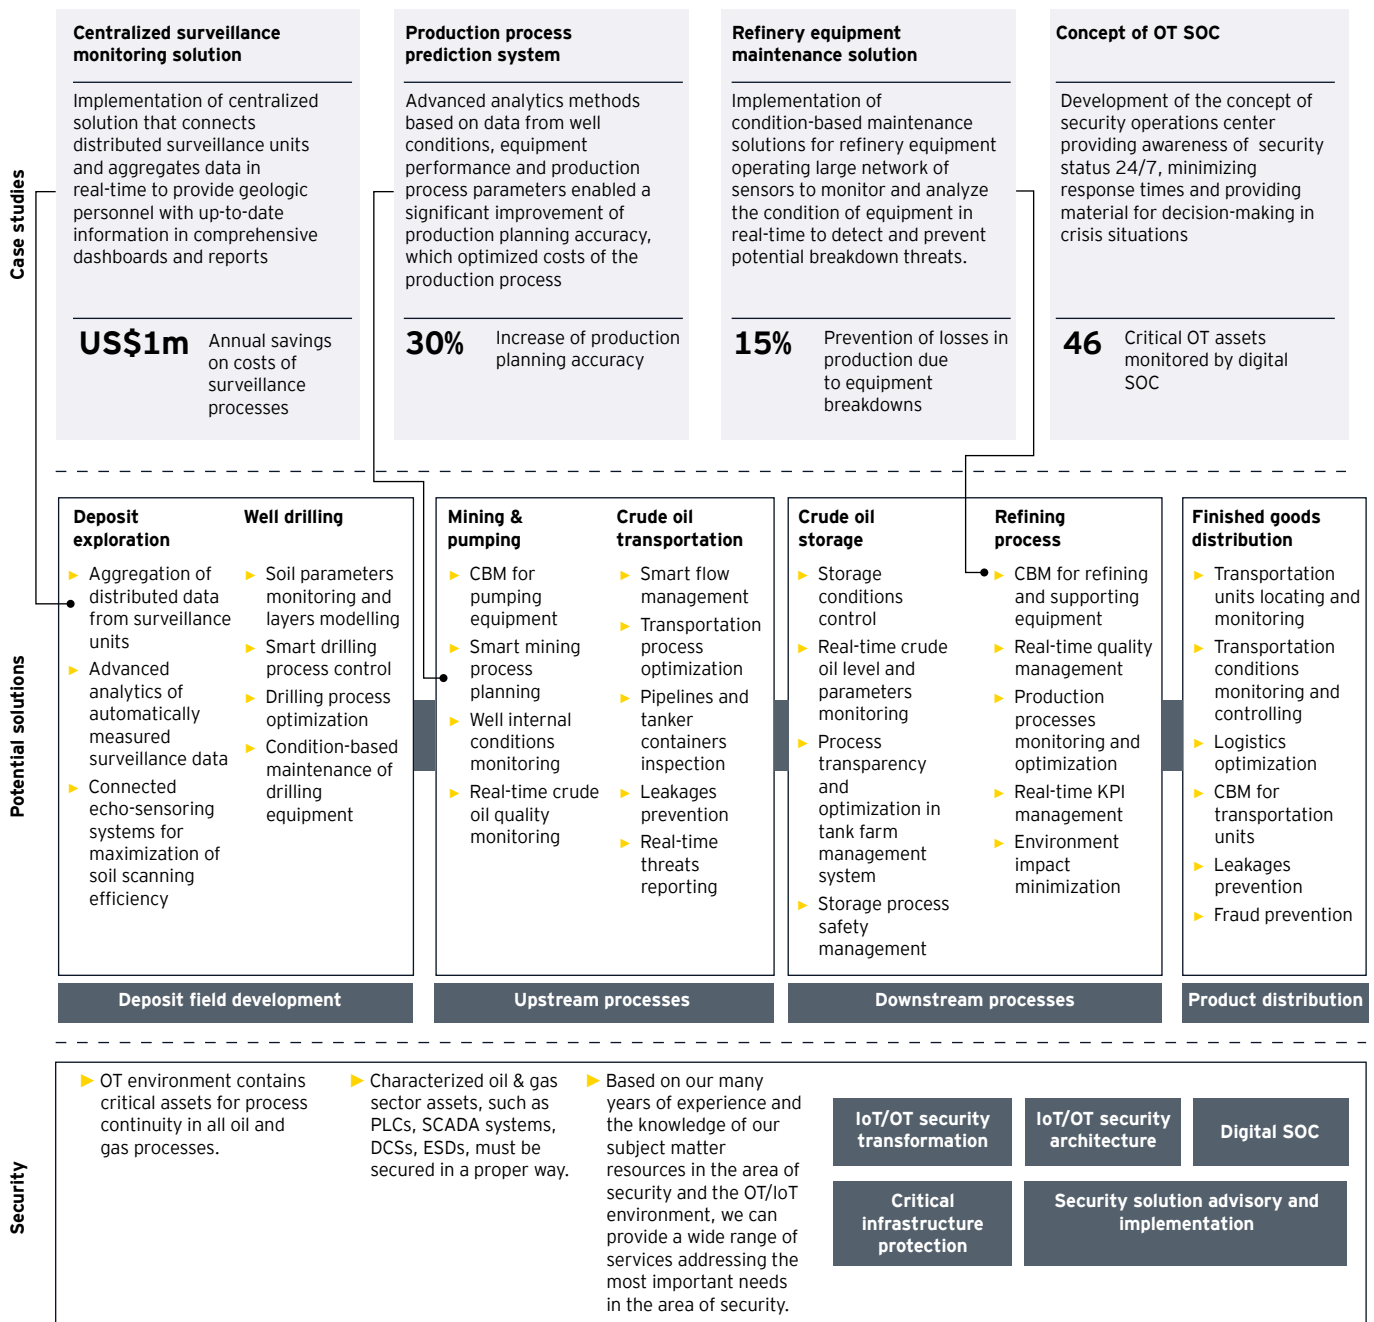 Case studies
Centralized surveillance
monitoring solution
Implementation of centralized
solution that connects
distributed surveillance units
and aggregates data in
real-time to provide geologic
personnel with up-to-date
information in comprehensive
dashboards and reports
US$1m
Annual savings
on costs of
surveillance
processes
Production process
prediction system
Advanced analytics methods
based on data from well
conditions, equipment
performance and production
process parameters enabled a
significant improvement of
production planning accuracy,
which optimized costs of the
production process
30%
Increase of production
planning accuracy
Refinery equipment
maintenance solution
Implementation of
condition-based maintenance
solutions for refinery equipment
operating large network of
sensors to monitor and analyze
the condition of equipment in
real-time to detect and prevent
potential breakdown threats.
15%
Prevention of losses in
production due
to equipment
breakdowns
Concept of OT SOC
Development of the concept of
security operations center
providing awareness of security
status 24/7, minimizing
response times and providing
material for decision-making in
crisis situations
46
Critical OT assets
monitored by digital
SOC
Potential solutions
Deposit
exploration
► Aggregation of
distributed data
from surveillance
units
► Advanced
analytics of
automatically
measured
surveillance data
► Connected
echo-sensoring
systems for
maximization of
soil scanning
efficiency
Well drilling
► Soil parameters
monitoring and
layers modelling
► Smart drilling
process control
► Drilling process
optimization
► Condition-based
maintenance of
drilling
equipment
Deposit field development
Mining &
pumping
► CBM for
pumping
equipment
► Smart mining
process
planning
► Well internal
conditions
monitoring
► Real-time crude
oil quality
monitoring
Crude oil
transportation
► Smart flow
management
► Transportation
process
optimization
► Pipelines and
tanker
containers
inspection
► Leakages
prevention
► Real-time
threats
reporting
Upstream processes
Crude oil
storage
► Storage
conditions
control
► Real-time crude
oil level and
parameters
monitoring
► Process
transparency
and
optimization in
tank farm
management
system
► Storage process
safety
management
Refining
process
► CBM for refining
and supporting
equipment
► Real-time quality
management
► Production
processes
monitoring and
optimization
► Real-time KPI
management
► Environment
impact
minimization
Downstream processes
Finished goods
distribution
► Transportation
units locating and
monitoring
► Transportation
conditions
monitoring and
controlling
► Logistics
optimization
► CBM for
transportation
units
► Leakages
prevention
► Fraud prevention
Product distribution
Security
► OT environment contains
critical assets for process
continuity in all oil and
gas processes.
► Characterized oil & gas
sector assets, such as
PLCs, SCADA systems,
DCSs, ESDs, must be
secured in a proper way.
► Based on our many
years of experience and
the knowledge of our
subject matter
resources in the area of
security and the OT/IoT
environment, we can
provide a wide range of
services addressing the
most important needs
in the area of security.
IoT/OT security
transformation
IoT/OT security
architecture
Digital SOC
Critical
infrastructure
protection
Security solution advisory and
implementation